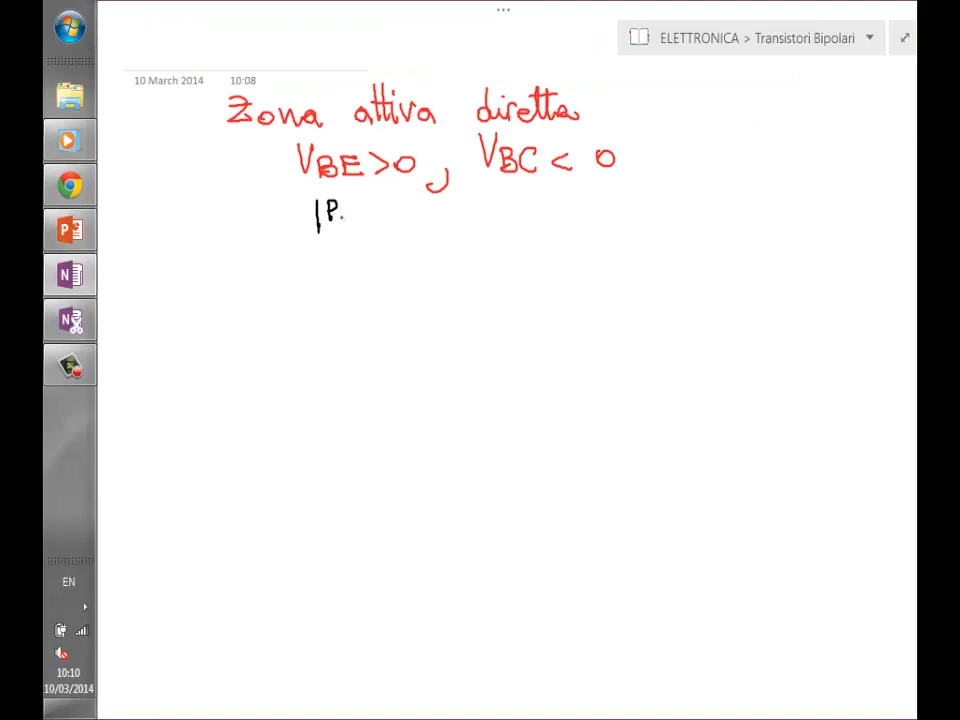 ELETTRONICA > Transistori Bipolari
10 March 2014 10:08
Zona attiva diretta
VBE>0, VBC < 0
IP.
EN
10:10
10/03/2014